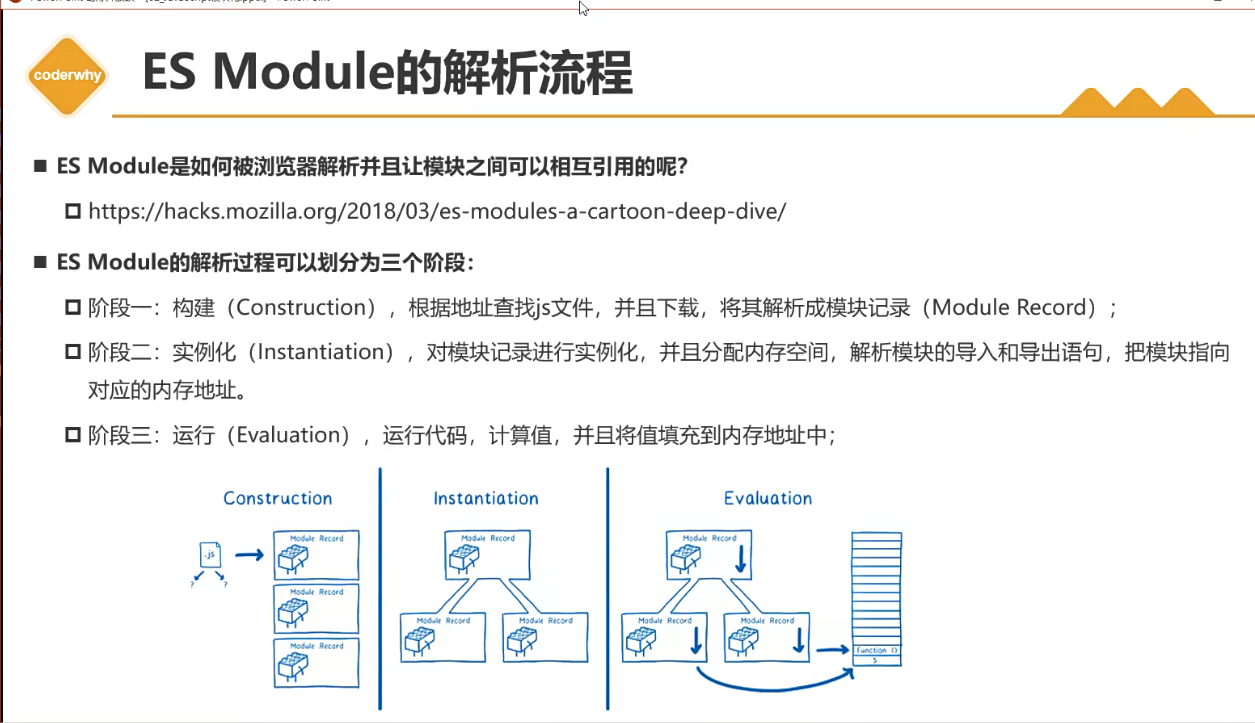 coderwhy
ES Module的解析流程
ES Module是如何被浏览器解析并且让模块之间可以相互引用的呢？
https://hacks.mozilla.org/2018/03/es-modules-a-cartoon-deep-dive/
ES Module的解析过程可以划分为三个阶段：
阶段一：构建（Construction），根据地址查找js文件，并且下载，将其解析成模块记录（Module Record）；
阶段二：实例化（Instantiation），对模块记录进行实例化，并且分配内存空间，解析模块的导入和导出语句，把模块指向
对应的内存地址。
阶段三：运行（Evaluation），运行代码，计算值，并且将值填充到内存地址中；
Construction
Instantiation
Evaluation
.js
? ?
Module Record
Module Record
Module Record
Module Record
Module Record
Module Record
Module Record
Module Record
Module Record
function ()
5